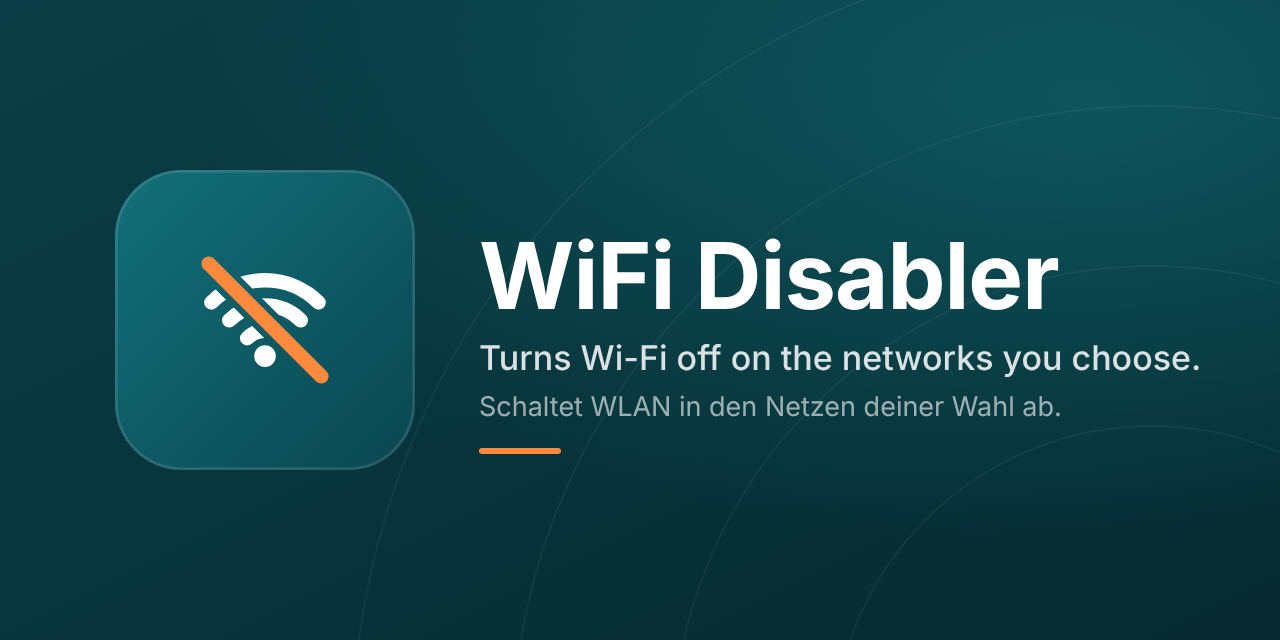 WiFi Disabler
Turns Wi-Fi off on the networks you choose.
Schaltet WLAN in den Netzen deiner Wahl ab.